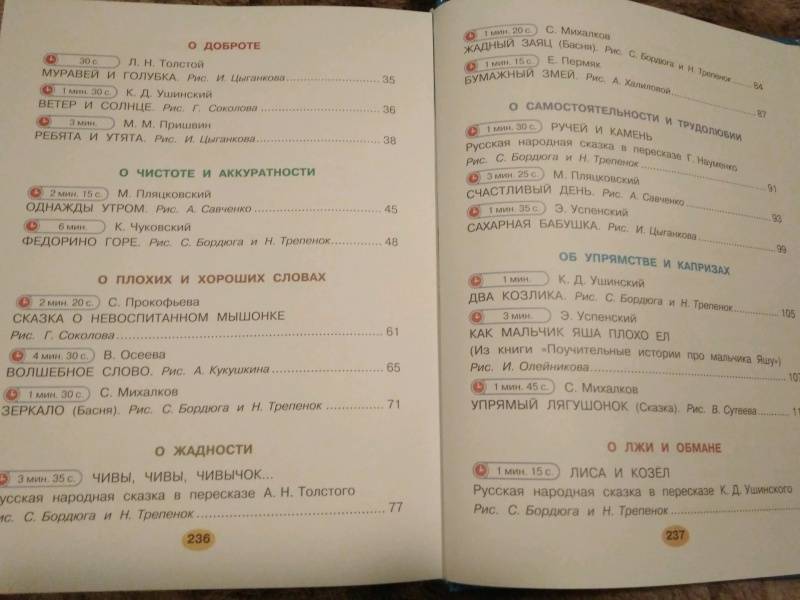 О ДОБРОТЕ
30 с. Л. Н. Толстой
МУРАВЕЙ И ГОЛУБКА. Рис. И. Цыганкова 35
1 мин. 30 с. К. Д. Ушинский
ВЕТЕР И СОЛНЦЕ. Рис. Г. Соколова 36
3 мин. М. М. Пришвин
РЕБЯТА И УТЯТА. Рис. И. Цыганкова 38
О ЧИСТОТЕ И АККУРАТНОСТИ
2 мин. 15 с. М. Пляцковский
ОДНАЖДЫ УТРОМ. Рис. А. Савченко 45
6 мин. К. Чуковский
ФЕДОРИНО ГОРЕ. Рис. С. Бордюга и Н. Трепенок 48
О ПЛОХИХ И ХОРОШИХ СЛОВАХ
2 мин. 20 с. С. Прокофьева
СКАЗКА О НЕВОСПИТАННОМ МЫШОНКЕ
Рис. Г. Соколова 61
4 мин. 30 с. В. Осеева
ВОЛШЕБНОЕ СЛОВО. Рис. А. Кукушкина 65
1 мин. 30 с. С. Михалков
ЗЕРКАЛО (Басня). Рис. С. Бордюга и Н. Трепенок 71
О ЖАДНОСТИ
3 мин. 35 с. ЧИВЫ, ЧИВЫ, ЧИВЫЧОК...
усская народная сказка в пересказе А. Н. Толстого
ис. С. Бордюга и Н. Трепенок 77
236
1 мин. 20 с. С. Михалков
ЖАДНЫЙ ЗАЯЦ (Басня). Рис. С. Бордюга и Н. Трепенок 84
1 мин. 15 с. Е. Пермяк
БУМАЖНЫЙ ЗМЕЙ. Рис. А. Халиловой 87
О САМОСТОЯТЕЛЬНОСТИ И ТРУДОЛЮБИИ
1 мин. 30 с. РУЧЕЙ И КАМЕНЬ
Русская народная сказка в пересказе Г. Науменко
Рис. С. Бордюга и Н. Трепенок 91
3 мин. 25 с. М. Пляцковский
СЧАСТЛИВЫЙ ДЕНЬ. Рис. А. Савченко 93
1 мин. 35 с. Э. Успенский
САХАРНАЯ БАБУШКА. Рис. И. Цыганкова 99
ОБ УПРЯМСТВЕ И КАПРИЗАХ
1 мин. К. Д. Ушинский
ДВА КОЗЛИКА. Рис. С. Бордюга и Н. Трепенок 105
3 мин. Э. Успенский
КАК МАЛЬЧИК ЯША ПЛОХО ЕЛ
(Из книги «Поучительные истории про мальчика Яшу»)
Рис. И. Олейникова 107
1 мин. 45 с. С. Михалков
УПРЯМЫЙ ЛЯГУШОНОК (Сказка). Рис. В. Сутеева
О ЛЖИ И ОБМАНЕ
1 мин. 15 с. ЛИСА И КОЗЁЛ
Русская народная сказка в пересказе К. Д. Ушинского
Рис. С. Бордюга и Н. Трепенок
237